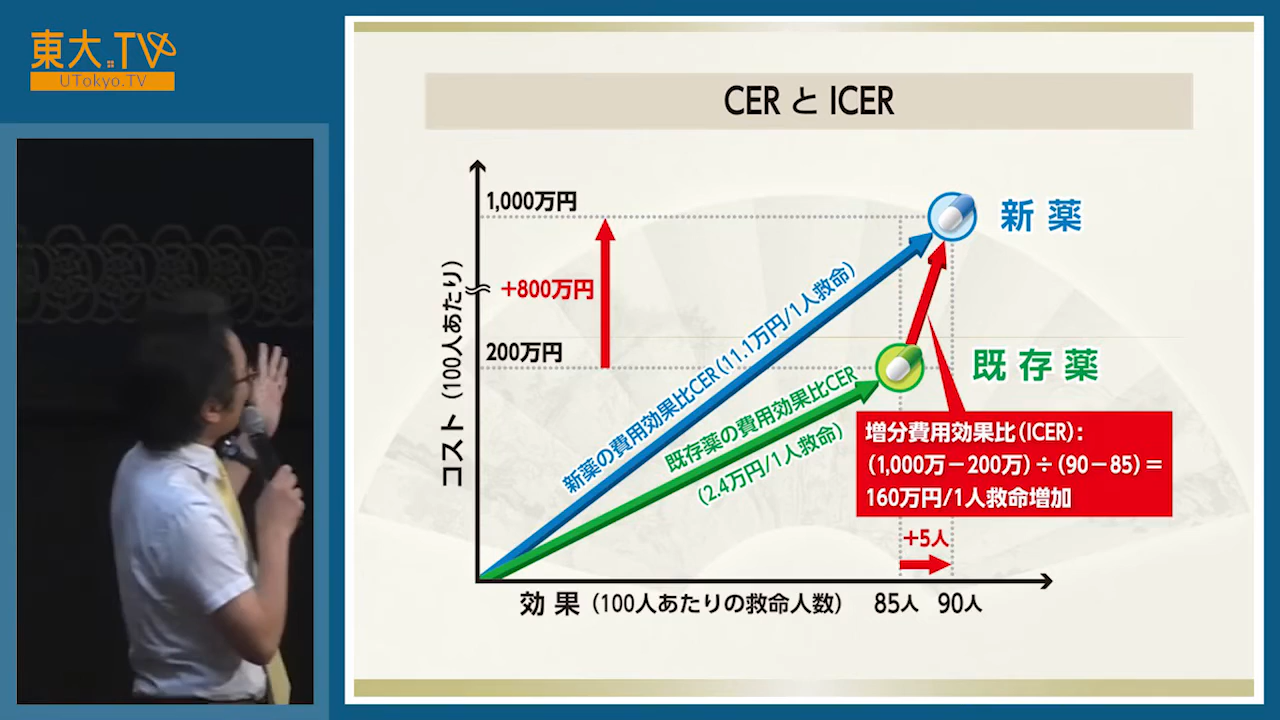 東大.TV
UTokyo.TV
CER と ICER
1,000万円
新薬
+800万円
200万円
既存薬
コスト(100人あたり)
新薬の費用効果比CER(11.1万円/1人救命)
既存薬の費用効果比CER
(2.4万円/1人救命)
増分費用効果比(ICER):
(1,000万-200万)÷(90-85)=
160万円/1人救命増加
+5人
効果(100人あたりの救命人数)
85人 90人